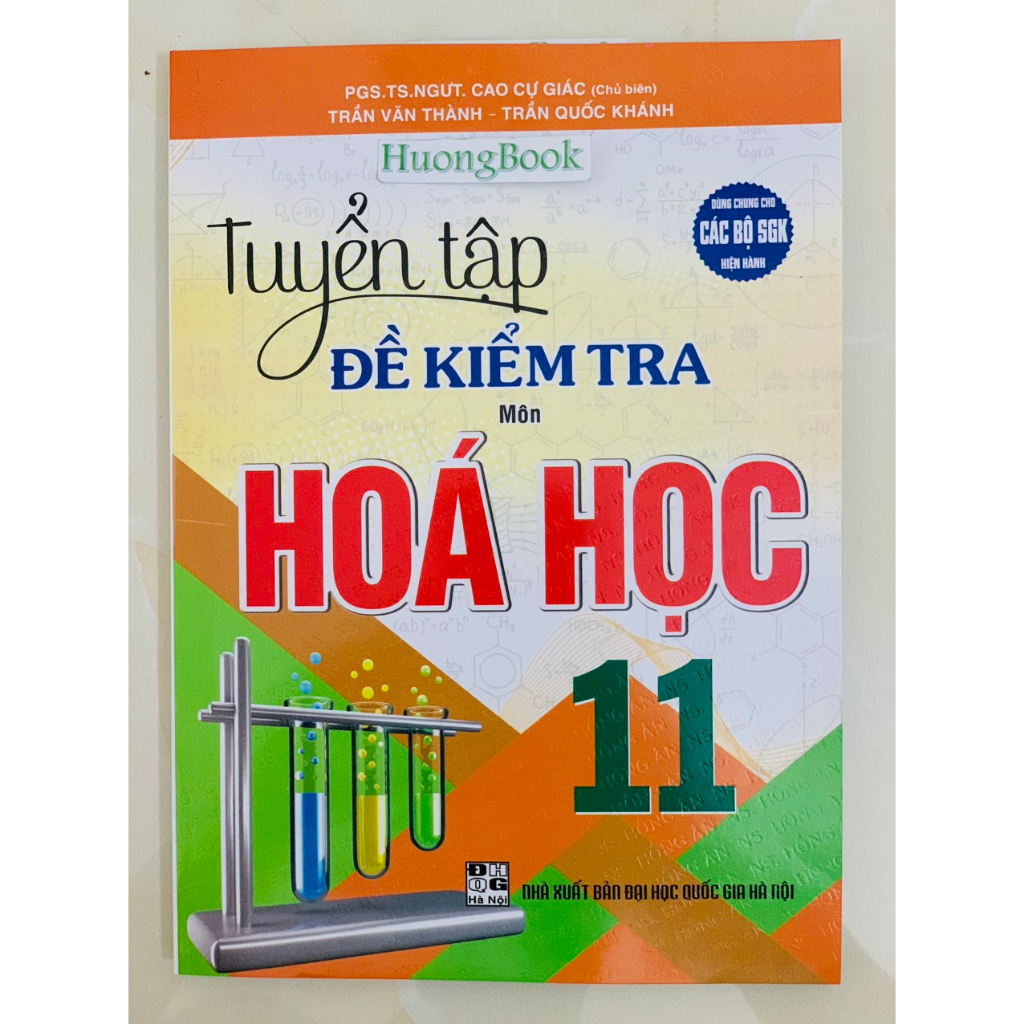 PGS.TS.NGƯT. CAO CỰ GIÁC (Chủ biên)
TRẦN VĂN THÀNH - TRẦN QUỐC KHÁNH
HuongBook
DÙNG CHUNG CHO
CÁC BỘ SGK
HIỆN HÀNH
Tuyển tập
ĐỀ KIỂM TRA
Môn
HOÁ HỌC
11
ĐH
QG
Hà Nội
NHÀ XUẤT BẢN ĐẠI HỌC QUỐC GIA HÀ NỘI